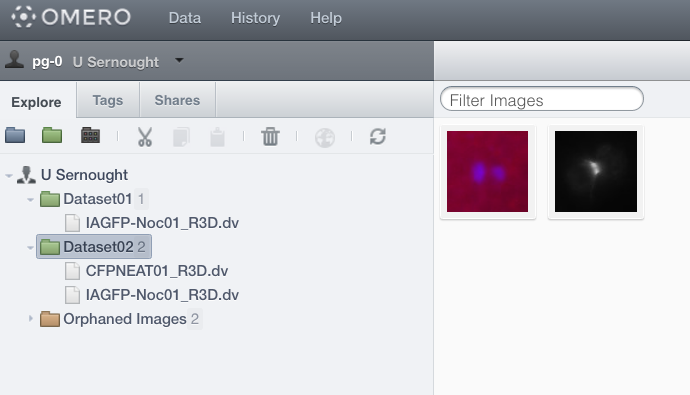 OMERO Data History Help
pg-0 U Sernought
Explore Tags Shares
Filter Images
U Sernought
Dataset01 1
IAGFP-Noc01_R3D.dv
Dataset02 2
CFPNEAT01_R3D.dv
IAGFP-Noc01_R3D.dv
Orphaned Images 2